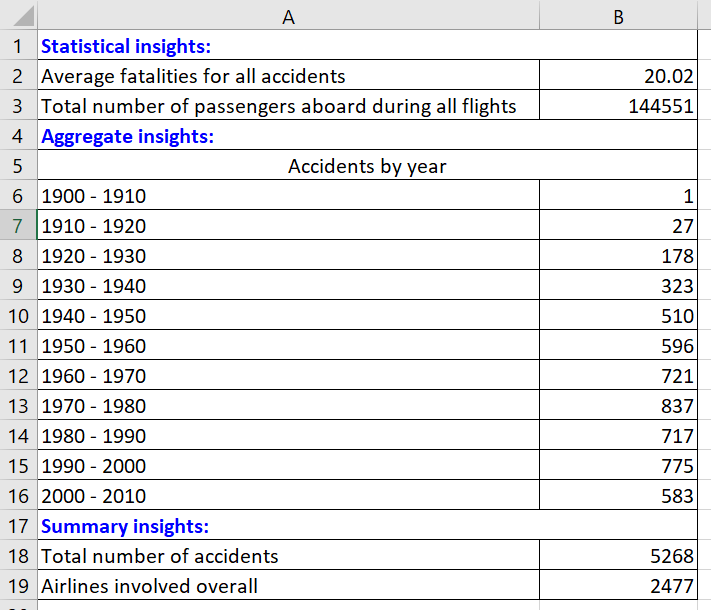 A B
1 Statistical insights:
2 Average fatalities for all accidents 20.02
3 Total number of passengers aboard during all flights 144551
4 Aggregate insights:
5 Accidents by year
6 1900 - 1910 1
7 1910 - 1920 27
8 1920 - 1930 178
9 1930 - 1940 323
10 1940 - 1950 510
11 1950 - 1960 596
12 1960 - 1970 721
13 1970 - 1980 837
14 1980 - 1990 717
15 1990 - 2000 775
16 2000 - 2010 583
17 Summary insights:
18 Total number of accidents 5268
19 Airlines involved overall 2477